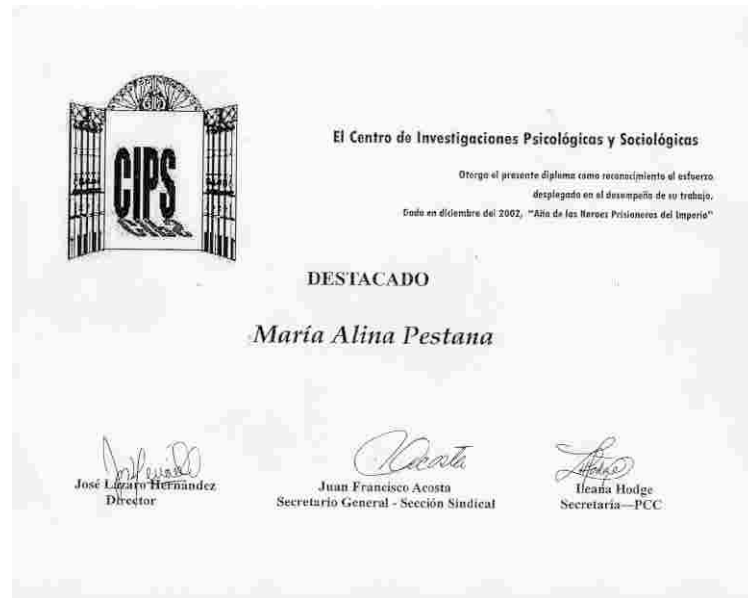 CIPS
El Centro de Investigaciones Psicológicas y Sociológicas
Otorga el presente diploma como reconocimiento al esfuerzo
desplegado en el desempeño de su trabajo.
Dado en diciembre del 2002, "Año de los Heroes Prisioneros del Imperio"
DESTACADO
María Alina Pestana
José Lázaro Hernández
Director
Acosta
Juan Francisco Acosta
Secretario General - Sección Sindical
Hodge
Ileana Hodge
Secretaria—PCC